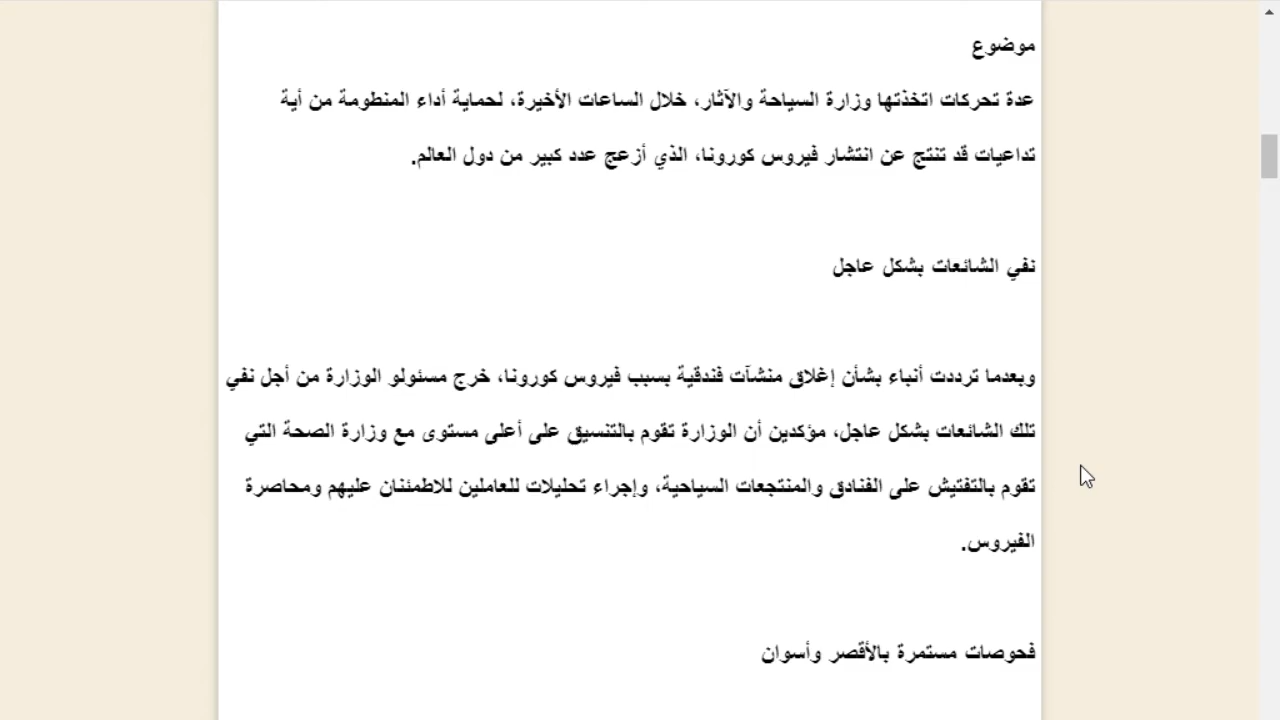 موضوع
عدة تحركات اتخذتها وزارة السياحة والآثار، خلال الساعات الأخيرة، لحماية أداء المنظومة من أية
تداعيات قد تنتج عن انتشار فيروس كورونا، الذي أزعج عدد كبير من دول العالم.
نفي الشائعات بشكل عاجل
وبعدما ترددت أنباء بشأن إغلاق منشآت فندقية بسبب فيروس كورونا، خرج مسئولو الوزارة من أجل نفي
تلك الشائعات بشكل عاجل، مؤكدين أن الوزارة تقوم بالتنسيق على أعلى مستوى مع وزارة الصحة التي
تقوم بالتفتيش على الفنادق والمنتجعات السياحية، وإجراء تحليلات للعاملين للاطمئنان عليهم ومحاصرة
الفيروس.
فحوصات مستمرة بالأقصر وأسوان